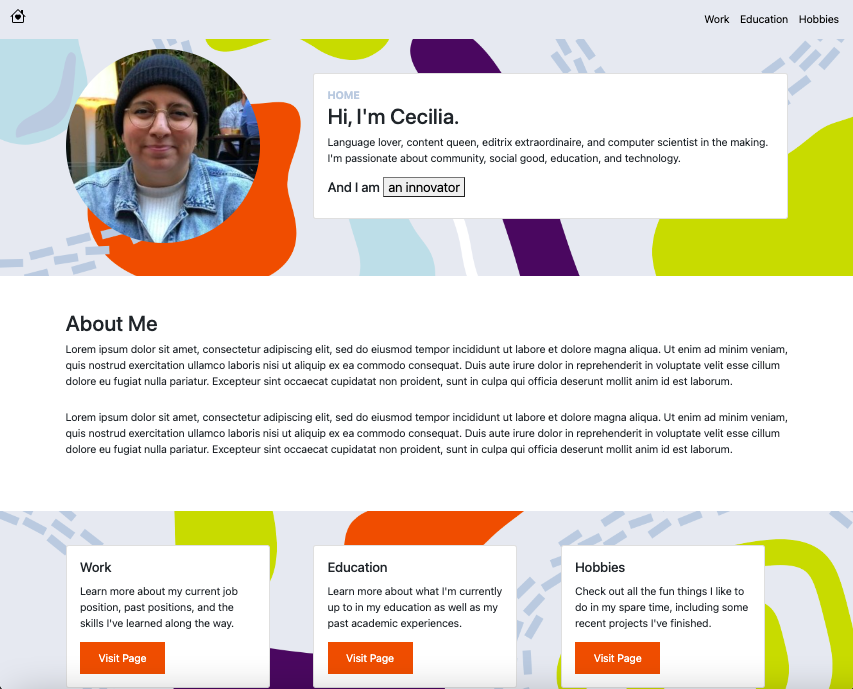 Work Education Hobbies
HOME
Hi, I'm Cecilia.
Language lover, content queen, editrix extraordinaire, and computer scientist in the making.
I'm passionate about community, social good, education, and technology.
And I am an innovator
About Me
Lorem ipsum dolor sit amet, consectetur adipiscing elit, sed do eiusmod tempor incididunt ut labore et dolore magna aliqua. Ut enim ad minim veniam,
quis nostrud exercitation ullamco laboris nisi ut aliquip ex ea commodo consequat. Duis aute irure dolor in reprehenderit in voluptate velit esse cillum
dolore eu fugiat nulla pariatur. Excepteur sint occaecat cupidatat non proident, sunt in culpa qui officia deserunt mollit anim id est laborum.
Lorem ipsum dolor sit amet, consectetur adipiscing elit, sed do eiusmod tempor incididunt ut labore et dolore magna aliqua. Ut enim ad minim veniam,
quis nostrud exercitation ullamco laboris nisi ut aliquip ex ea commodo consequat. Duis aute irure dolor in reprehenderit in voluptate velit esse cillum
dolore eu fugiat nulla pariatur. Excepteur sint occaecat cupidatat non proident, sunt in culpa qui officia deserunt mollit anim id est laborum.
Work
Learn more about my current job
position, past positions, and the
skills I've learned along the way.
Visit Page
Education
Learn more about what I'm currently
up to in my education as well as my
past academic experiences.
Visit Page
Hobbies
Check out all the fun things I like to
do in my spare time, including some
recent projects I've finished.
Visit Page